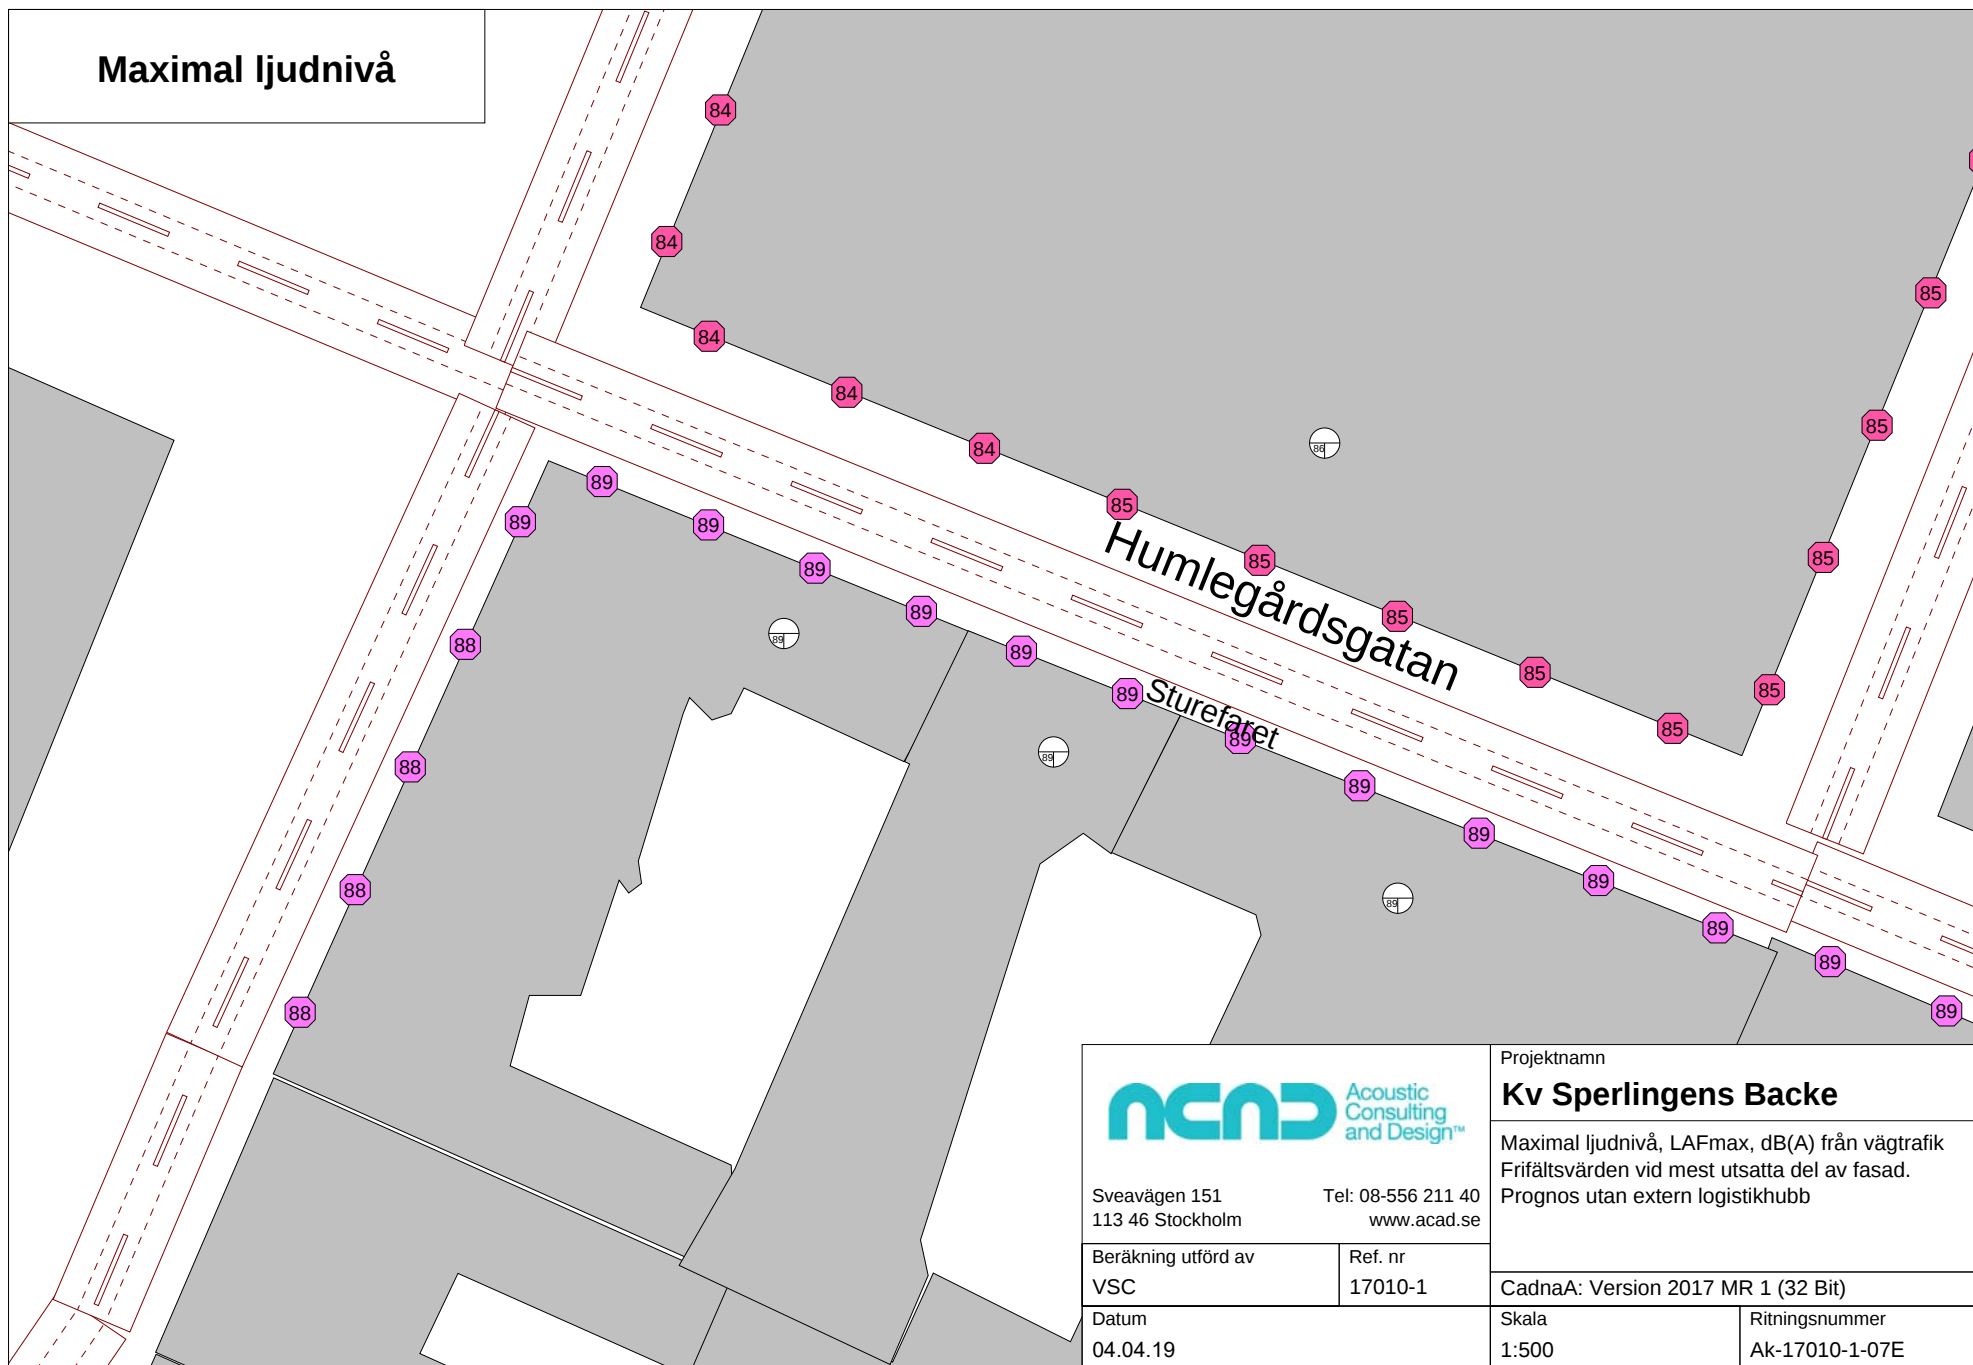 Maximal ljudnivå
84
84
84
84
84
85
85
85
85
85
85
85
85
85
86
89
89
89
89
89
89
89
89
89
89
89
89
89
89
88
88
88
88
89
89
89
Humlegårdsgatan
Sturefaret
ACAD
Acoustic
Consulting
and Design™
Sveavägen 151
113 46 Stockholm
Tel: 08-556 211 40
www.acad.se
Beräkning utförd av
VSC
Ref. nr
17010-1
Datum
04.04.19
Projektnamn
Kv Sperlingens Backe
Maximal ljudnivå, LAFmax, dB(A) från vägtrafik
Frifältsvärden vid mest utsatta del av fasad.
Prognos utan extern logistikhubb
CadnaA: Version 2017 MR 1 (32 Bit)
Skala
1:500
Ritningsnummer
Ak-17010-1-07E